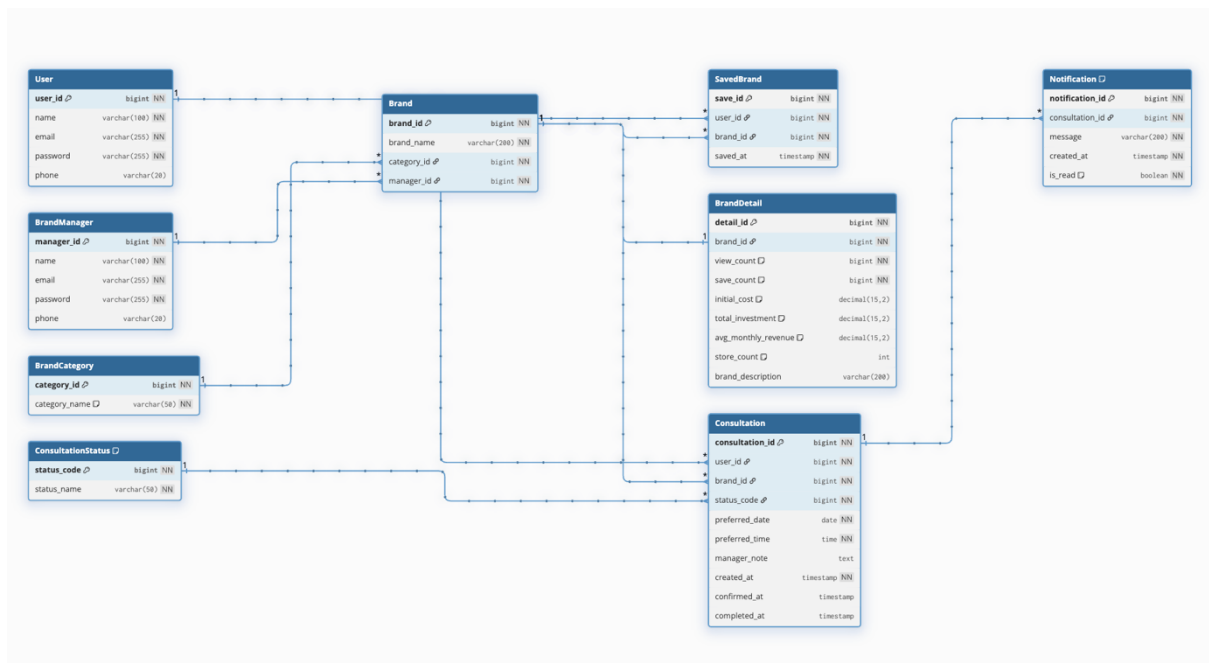 User
user_id bigint NN
name varchar(100) NN
email varchar(255) NN
password varchar(255) NN
phone varchar(20)
BrandManager
manager_id bigint NN
name varchar(100) NN
email varchar(255) NN
password varchar(255) NN
phone varchar(20)
BrandCategory
category_id bigint NN
category_name varchar(50) NN
ConsultationStatus
status_code bigint NN
status_name varchar(50) NN
Brand
brand_id bigint NN
brand_name varchar(200) NN
category_id bigint NN
manager_id bigint NN
SavedBrand
save_id bigint NN
user_id bigint NN
brand_id bigint NN
saved_at timestamp NN
BrandDetail
detail_id bigint NN
brand_id bigint NN
view_count bigint NN
save_count bigint NN
initial_cost decimal(15,2)
total_investment decimal(15,2)
avg_monthly_revenue decimal(15,2)
store_count int
brand_description varchar(200)
Consultation
consultation_id bigint NN
user_id bigint NN
brand_id bigint NN
status_code bigint NN
preferred_date date NN
preferred_time time NN
manager_note text
created_at timestamp NN
confirmed_at timestamp
completed_at timestamp
Notification
notification_id bigint NN
consultation_id bigint NN
message varchar(200) NN
created_at timestamp NN
is_read boolean NN
1
1
1
1
1
1
1
*
*
*
*
*
*
*
*